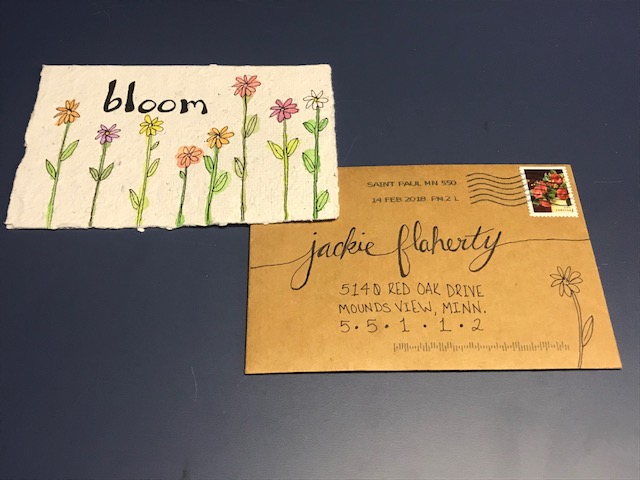 bloom
SAINT PAUL MN 550
14 FEB 2018 PM 2 L
jackie flaherty
5140 RED OAK DRIVE
MOUNDS VIEW, MINN.
5 • 5 • 1 • 1 • 2